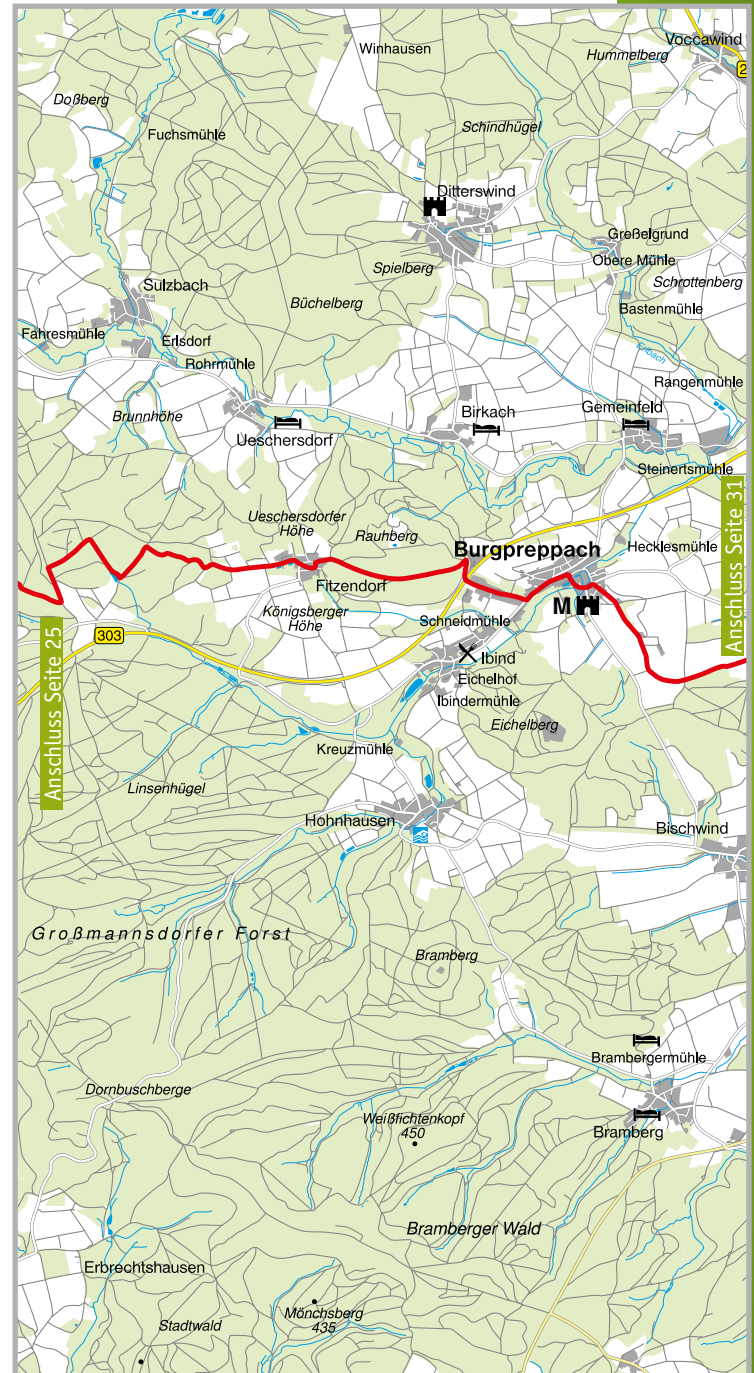 Winhausen
Voccawind
Hummelberg
2
Doßberg
Fuchsmühle
Schindhügel
Ditterswind
Greßelgrund
Obere Mühle
Spielberg
Schrottenberg
Sulzbach
Büchelberg
Bastenmühle
Fahresmühle
Erlsdorf
Erlbach
Rohrmühle
Rangenmühle
Brunnhöhe
Birkach
Gemeinfeld
Ueschersdorf
Steinertsmühle
Ueschersdorfer
Höhe
Rauhberg
Burgpreppach
Hecklesmühle
Anschluss Seite 31
Fitzendorf
Königsberger
Höhe
M
Schneidmühle
303
Anschluss Seite 25
Ibind
Eichelhof
Ibindermühle
Eichelberg
Kreuzmühle
Linsenhügel
Hohnhausen
Bischwind
Großmannsdorfer Forst
Bramberg
Brambergermühle
Dornbuschberge
Weißfichtenkopf
450
Bramberg
Bramberger Wald
Erbrechtshausen
Mönchsberg
435
Stadtwald